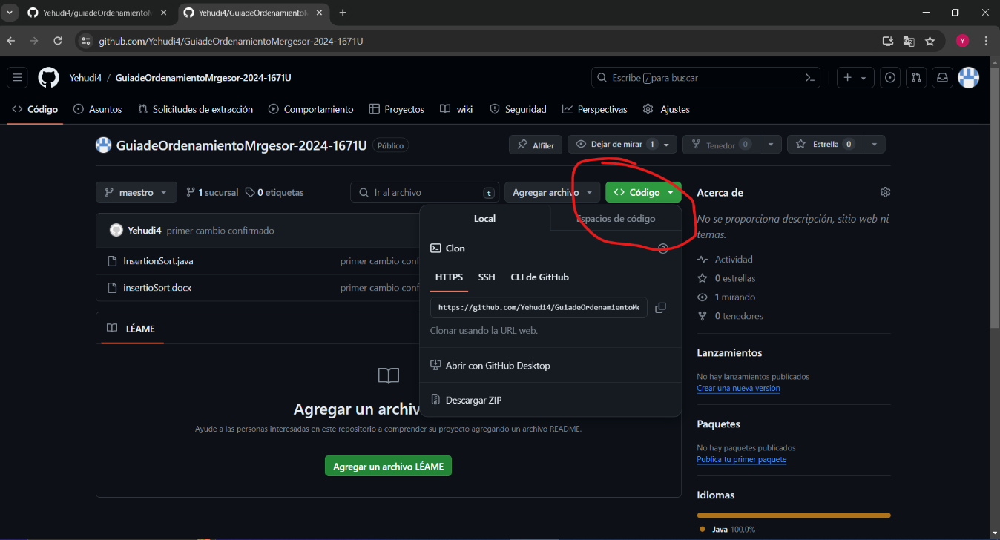 Yehudi4/guiadeOrdenamientoM
Yehudi4/GuiadeOrdenamientoM
github.com/Yehudi4/GuiadeOrdenamientoMergesor-2024-1671U
Y
Yehudi4 / GuiadeOrdenamientoMrgesor-2024-1671U
Escribe / para buscar
Código
Asuntos
Solicitudes de extracción
Comportamiento
Proyectos
wiki
Seguridad
Perspectivas
Ajustes
GuiadeOrdenamientoMrgesor-2024-1671U
Público
Alfiler
Dejar de mirar 1
Tenedor 0
Estrella 0
maestro
1 sucursal
0 etiquetas
Ir al archivo t
Agregar archivo
<> Código
Yehudi4 primer cambio confirmado
InsertionSort.java primer cambio conf
insertioSort.docx primer cambio conf
LÉAME
Agregar un archiv
Ayude a las personas interesadas en este repositorio a comprender su proyecto agregando un archivo README.
Agregar un archivo LÉAME
Local
Espacios de código
Clon
?
HTTPS SSH CLI de GitHub
https://github.com/Yehudi4/GuiadeOrdenamientoMe
Clonar usando la URL web.
Abrir con GitHub Desktop
Descargar ZIP
Acerca de
No se proporciona descripción, sitio web ni
temas.
Actividad
0 estrellas
1 mirando
0 tenedores
Lanzamientos
No hay lanzamientos publicados
Crear una nueva versión
Paquetes
No hay paquetes publicados
Publica tu primer paquete
Idiomas
Java 100,0%